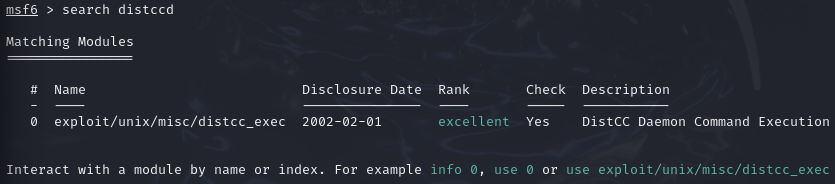 msf6 > search distccd
Matching Modules
================
#  Name                            Disclosure Date  Rank       Check  Description
-  ----                            ---------------  ----       -----  -----------
0  exploit/unix/misc/distcc_exec  2002-02-01       excellent  Yes    DistCC Daemon Command Execution
Interact with a module by name or index. For example info 0, use 0 or use exploit/unix/misc/distcc_exec